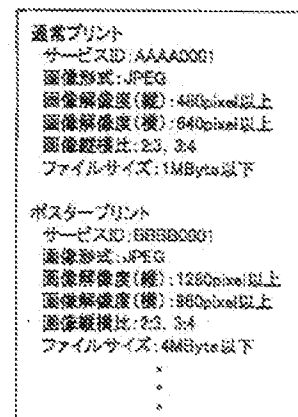 通常プリント
サービスID:AAAA0001
画像形式:JPEG
画像解像度(縦):480pixel以上
画像解像度(横):640pixel以上
画像縦横比:2:3, 3:4
ファイルサイズ:1MByte以下
ポスタープリント
サービスID:BBBB0001
画像形式:JPEG
画像解像度(縦):1280pixel以上
画像解像度(横):960pixel以上
画像縦横比:2:3, 3:4
ファイルサイズ:4MByte以下